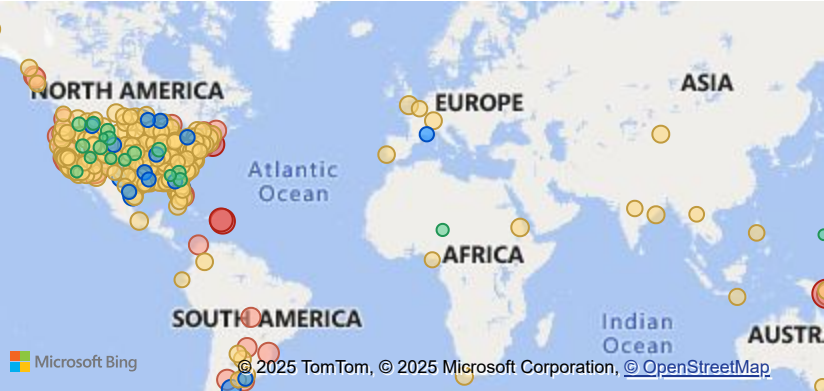 NORTH AMERICA
EUROPE
ASIA
Atlantic
Ocean
AFRICA
SOUTH AMERICA
Indian
Ocean
AUSTR
Microsoft Bing
© 2025 TomTom, © 2025 Microsoft Corporation, © OpenStreetMap